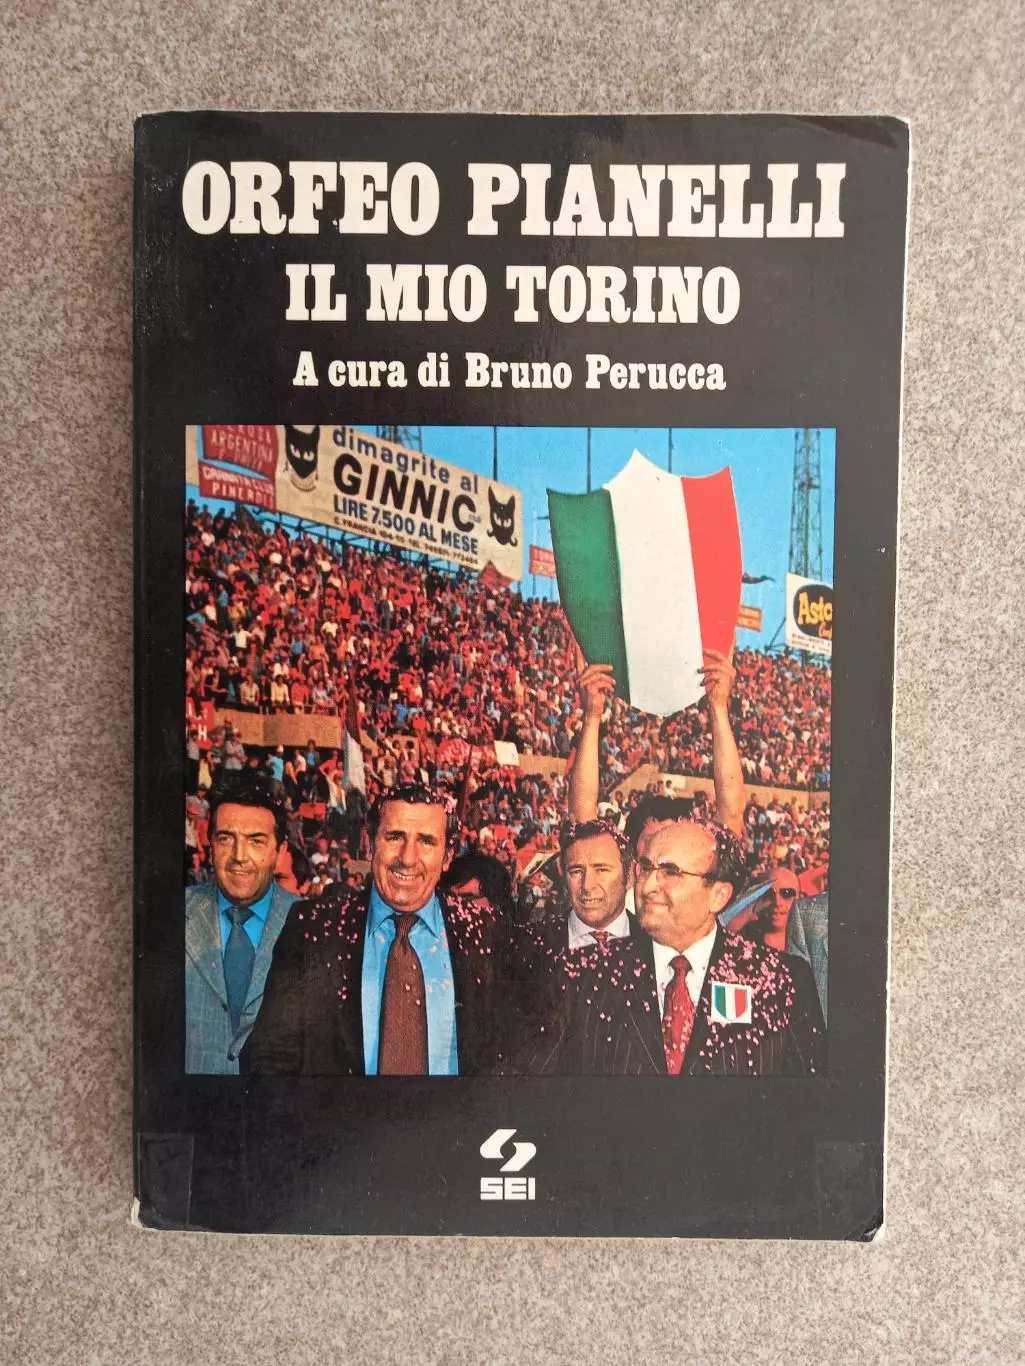 ORFEO PIANELLI
IL MIO TORINO
A cura di Bruno Perucca
ARGENTINA
dimagrite al
GINNIC
LIRE 7.500 AL MESE
SEI